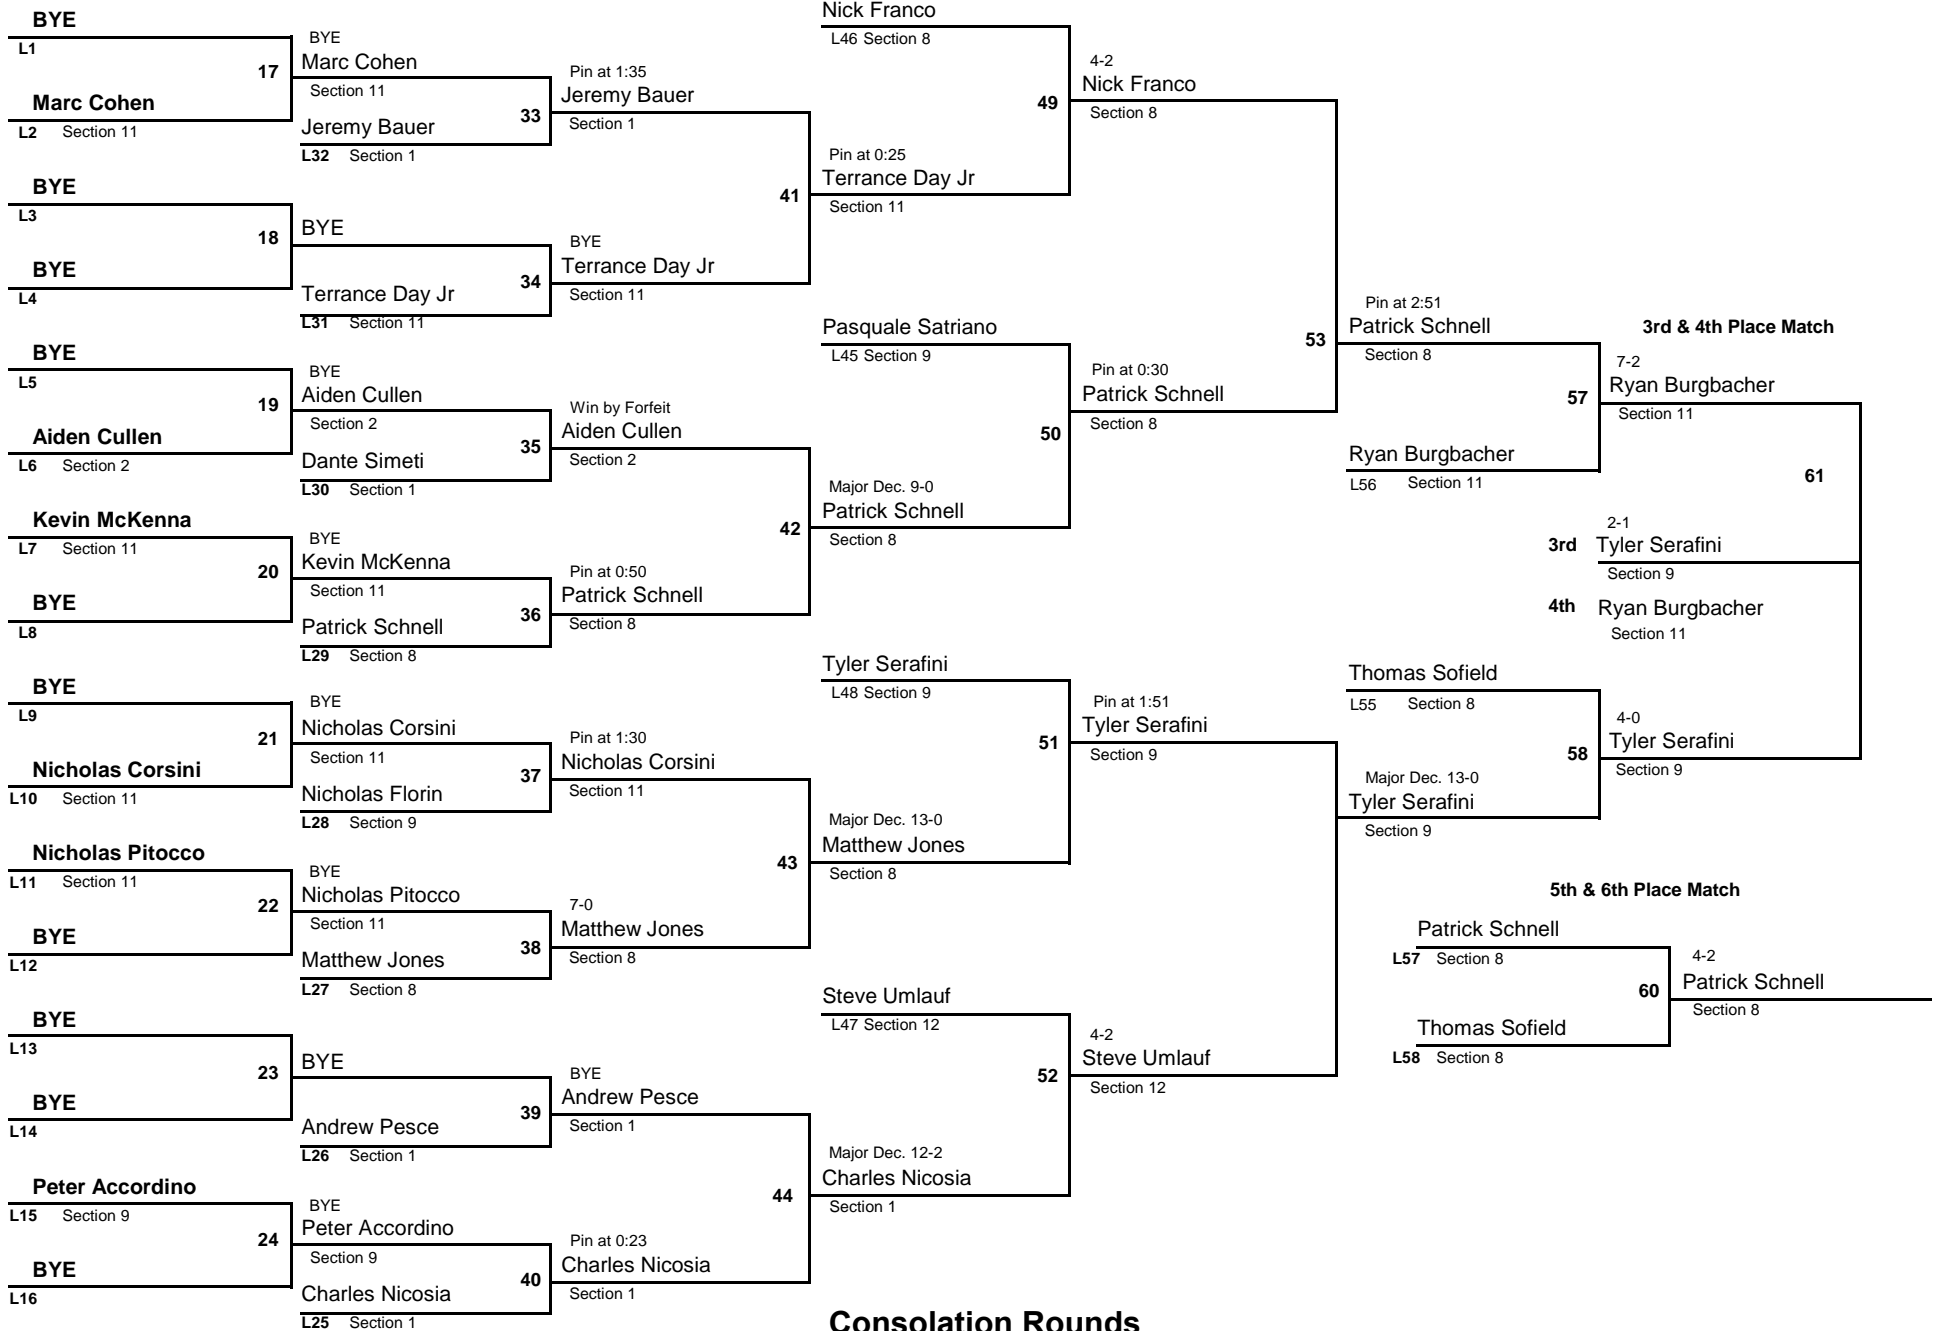 BYE
L1
17
Marc Cohen
L2 Section 11
BYE
L3
18
BYE
L4
BYE
L5
19
Aiden Cullen
L6 Section 2
Kevin McKenna
L7 Section 11
20
BYE
L8
BYE
L9
21
Nicholas Corsini
L10 Section 11
Nicholas Pitocco
L11 Section 11
22
BYE
L12
BYE
L13
23
BYE
L14
Peter Accordino
L15 Section 9
24
BYE
L16
BYE
Marc Cohen
Section 11
33
Jeremy Bauer
L32 Section 1
BYE
34
Terrance Day Jr
L31 Section 11
BYE
Aiden Cullen
Section 2
35
Dante Simeti
L30 Section 1
BYE
Kevin McKenna
Section 11
36
Patrick Schnell
L29 Section 8
BYE
Nicholas Corsini
Section 11
37
Nicholas Florin
L28 Section 9
BYE
Nicholas Pitocco
Section 11
38
Matthew Jones
L27 Section 8
BYE
39
Andrew Pesce
L26 Section 1
BYE
Peter Accordino
Section 9
40
Charles Nicosia
L25 Section 1
Pin at 1:35
Jeremy Bauer
Section 1
41
BYE
Terrance Day Jr
Section 11
Win by Forfeit
Aiden Cullen
Section 2
42
Pin at 0:50
Patrick Schnell
Section 8
Pin at 1:30
Nicholas Corsini
Section 11
43
7-0
Matthew Jones
Section 8
BYE
Andrew Pesce
Section 1
44
Pin at 0:23
Charles Nicosia
Section 1
Nick Franco
L46 Section 8
49
Pin at 0:25
Terrance Day Jr
Section 11
Pasquale Satriano
L45 Section 9
50
Major Dec. 9-0
Patrick Schnell
Section 8
Tyler Serafini
L48 Section 9
51
Major Dec. 13-0
Matthew Jones
Section 8
Steve Umlauf
L47 Section 12
52
Major Dec. 12-2
Charles Nicosia
Section 1
4-2
Nick Franco
Section 8
53
Pin at 0:30
Patrick Schnell
Section 8
Pin at 1:51
Tyler Serafini
Section 9
4-2
Steve Umlauf
Section 12
Pin at 2:51
Patrick Schnell
Section 8
57
Ryan Burgbacher
L56 Section 11
Thomas Sofield
L55 Section 8
58
Major Dec. 13-0
Tyler Serafini
Section 9
3rd & 4th Place Match
7-2
Ryan Burgbacher
Section 11
61
2-1
3rd Tyler Serafini
Section 9
4th Ryan Burgbacher
Section 11
4-0
Tyler Serafini
Section 9
5th & 6th Place Match
Patrick Schnell
L57 Section 8
60
Thomas Sofield
L58 Section 8
4-2
Patrick Schnell
Section 8
Consolation Rounds